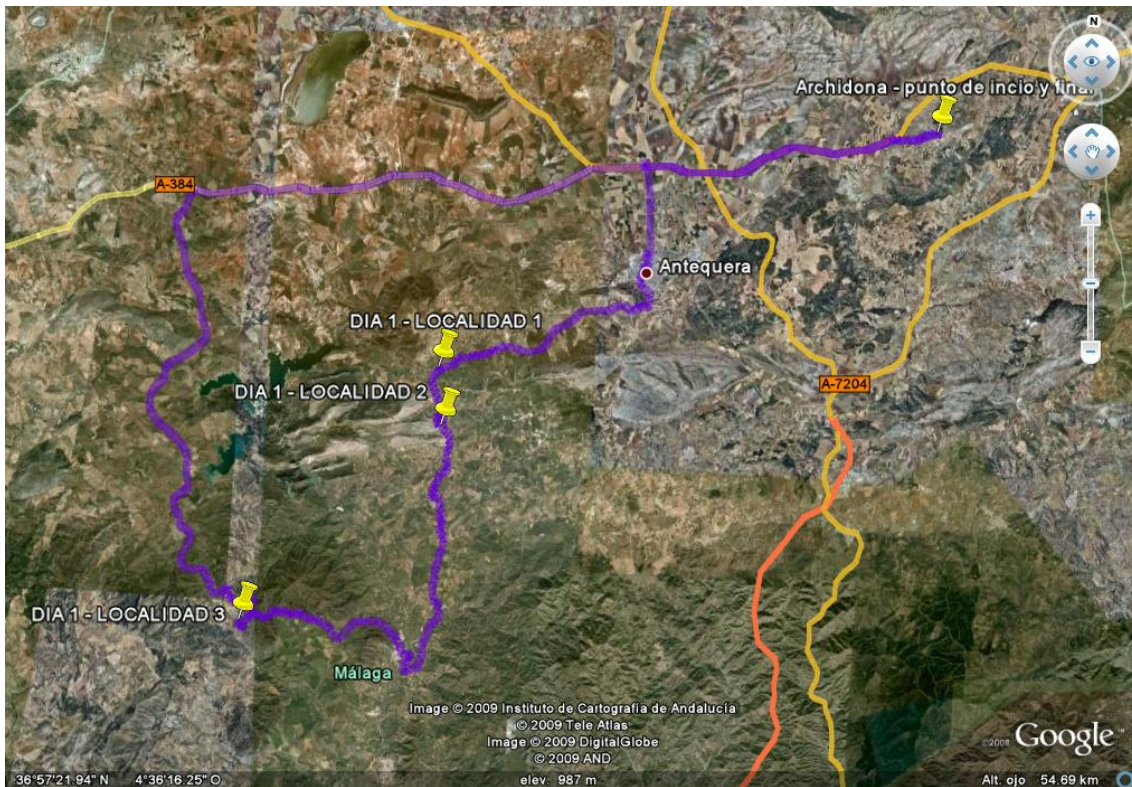 N
Archidona - punto de incio y final
A-384
Antequera
DIA 1 - LOCALIDAD 1
DIA 1 - LOCALIDAD 2
A-7204
DIA 1 - LOCALIDAD 3
Málaga
Image © 2009 Instituto de Cartografía de Andalucía
© 2009 Tele Atlas
Image © 2009 DigitalGlobe
© 2009 AND
©2008 Google™
36°57'21.94" N 4°36'16.25" O elev. 987 m Alt. ojo 54.69 km